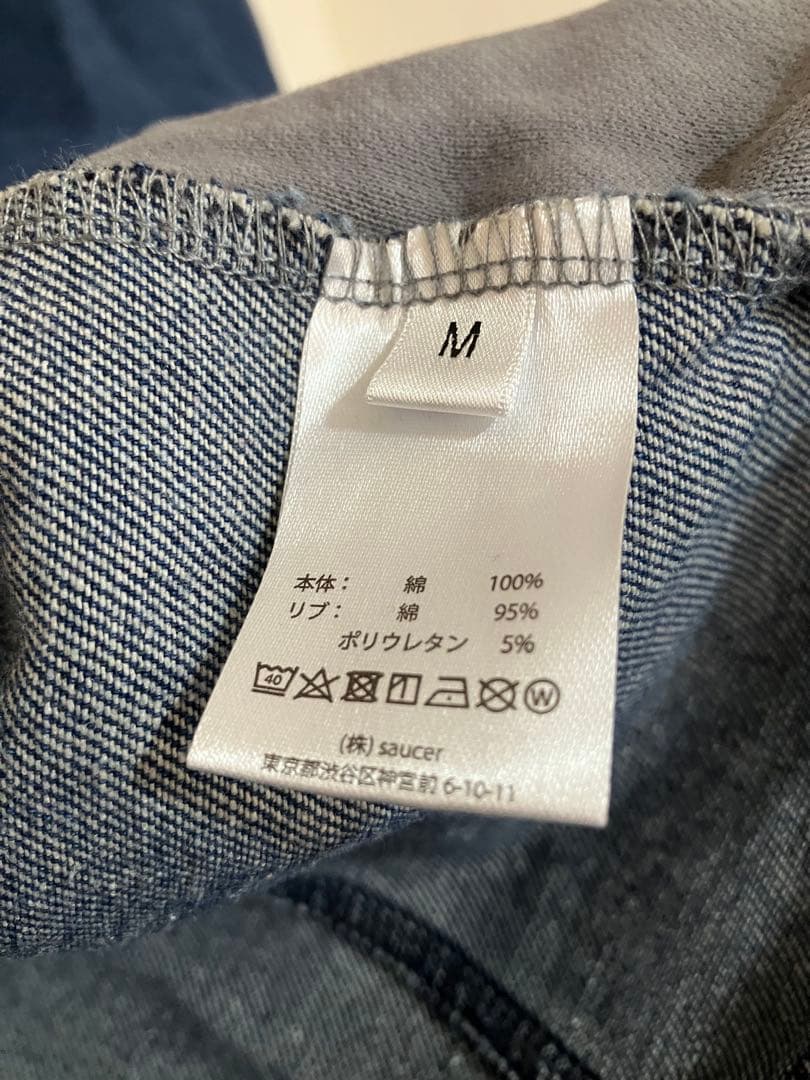 M
本体： 綿 100%
リブ： 綿 95%
ポリウレタン 5%
40 W
(株) saucer
東京都渋谷区神宮前 6-10-11